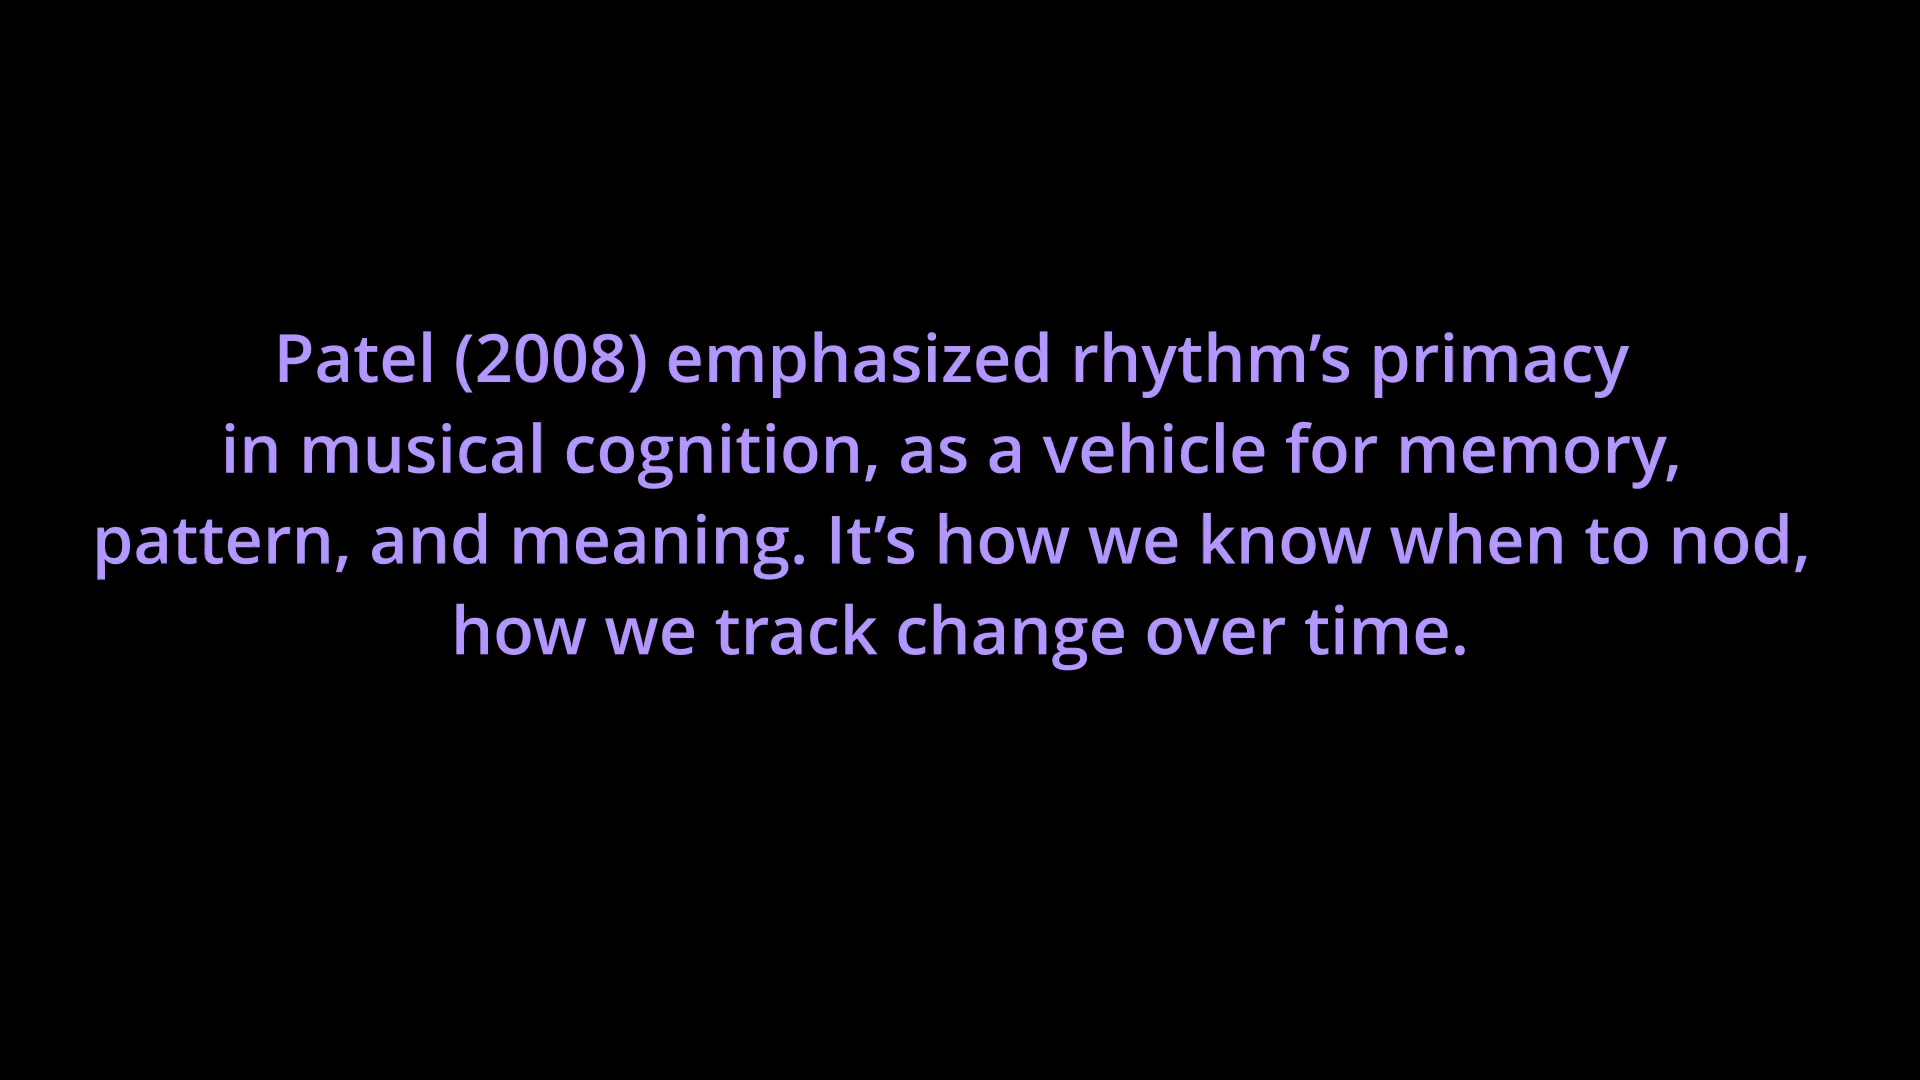 Patel (2008) emphasized rhythm’s primacy
in musical cognition, as a vehicle for memory,
pattern, and meaning. It’s how we know when to nod,
how we track change over time.